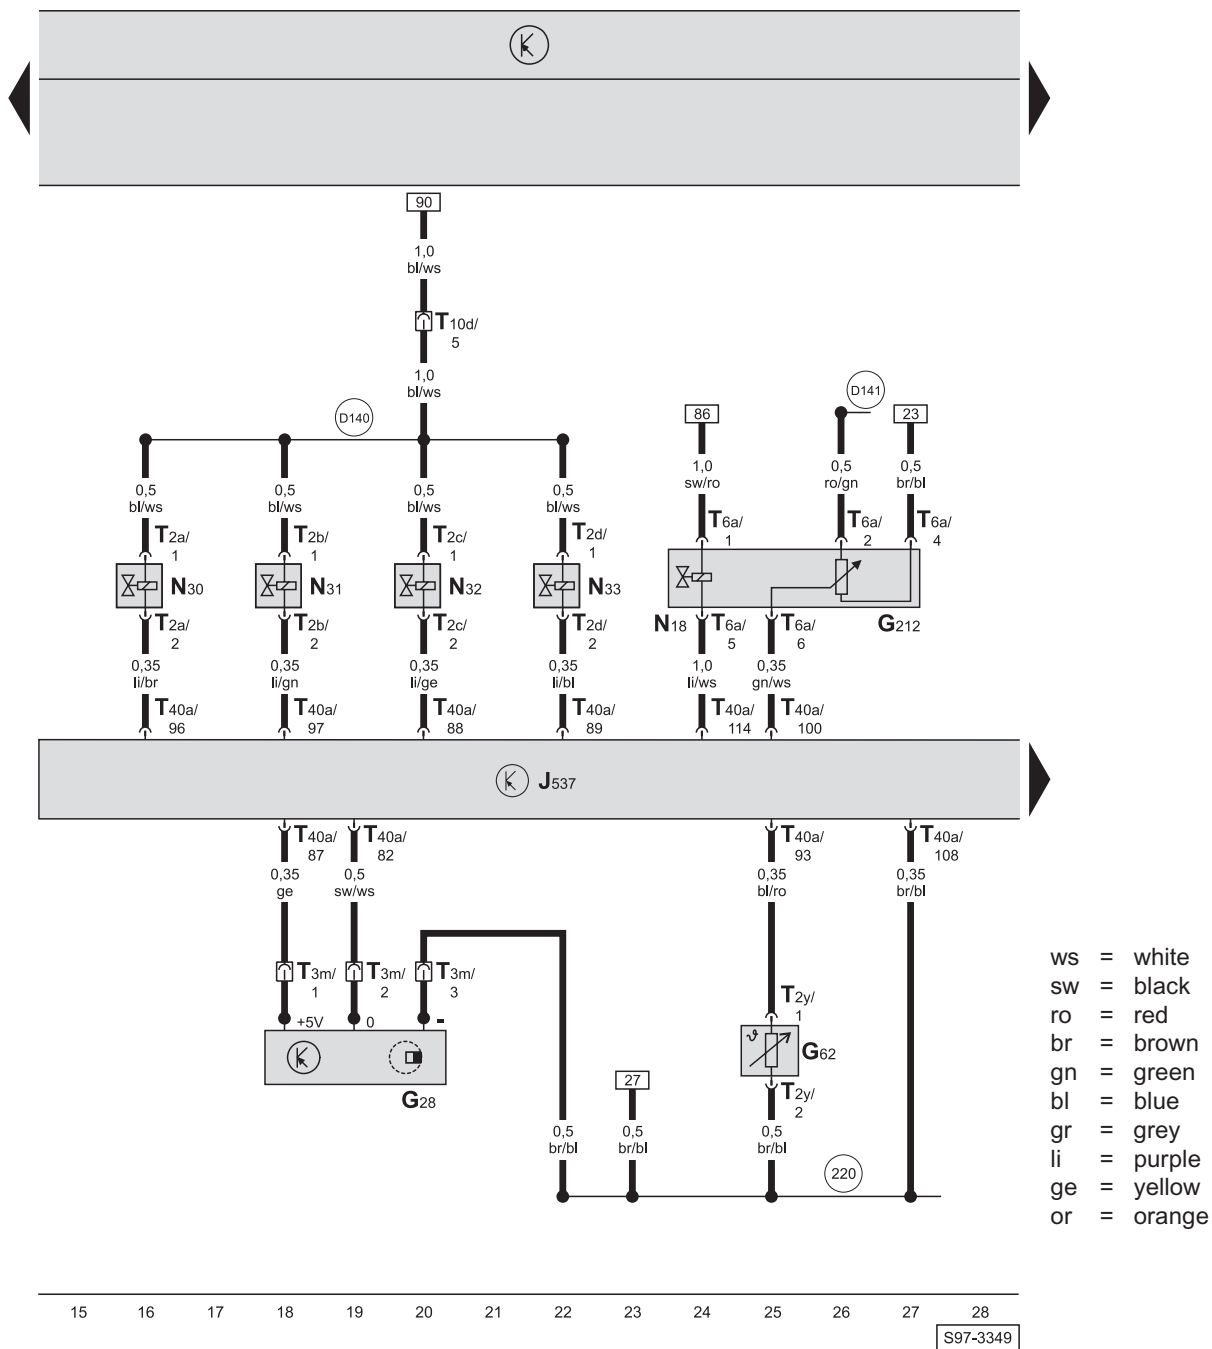 90
1,0
bl/ws
T10d/
5
1,0
bl/ws
D140
D141
86
23
0,5
bl/ws
0,5
bl/ws
0,5
bl/ws
0,5
bl/ws
1,0
sw/ro
0,5
ro/gn
0,5
br/bl
T2a/
1
T2b/
1
T2c/
1
T2d/
1
T6a/
1
T6a/
2
T6a/
4
N30
N31
N32
N33
N18
G212
T2a/
2
T2b/
2
T2c/
2
T2d/
2
T6a/
5
T6a/
6
0,35
li/br
0,35
li/gn
0,35
li/ge
0,35
li/bl
1,0
li/ws
0,35
gn/ws
T40a/
96
T40a/
97
T40a/
88
T40a/
89
T40a/
114
T40a/
100
J537
T40a/
87
T40a/
82
T40a/
93
T40a/
108
0,35
ge
0,5
sw/ws
0,35
bl/ro
0,35
br/bl
T3m/
1
T3m/
2
T3m/
3
+5V
0
-
G28
T2y/
1
ϑ
G62
T2y/
2
27
0,5
br/bl
0,5
br/bl
0,5
br/bl
220
ws = white
sw = black
ro = red
br = brown
gn = green
bl = blue
gr = grey
li = purple
ge = yellow
or = orange
15 16 17 18 19 20 21 22 23 24 25 26 27 28
S97-3349